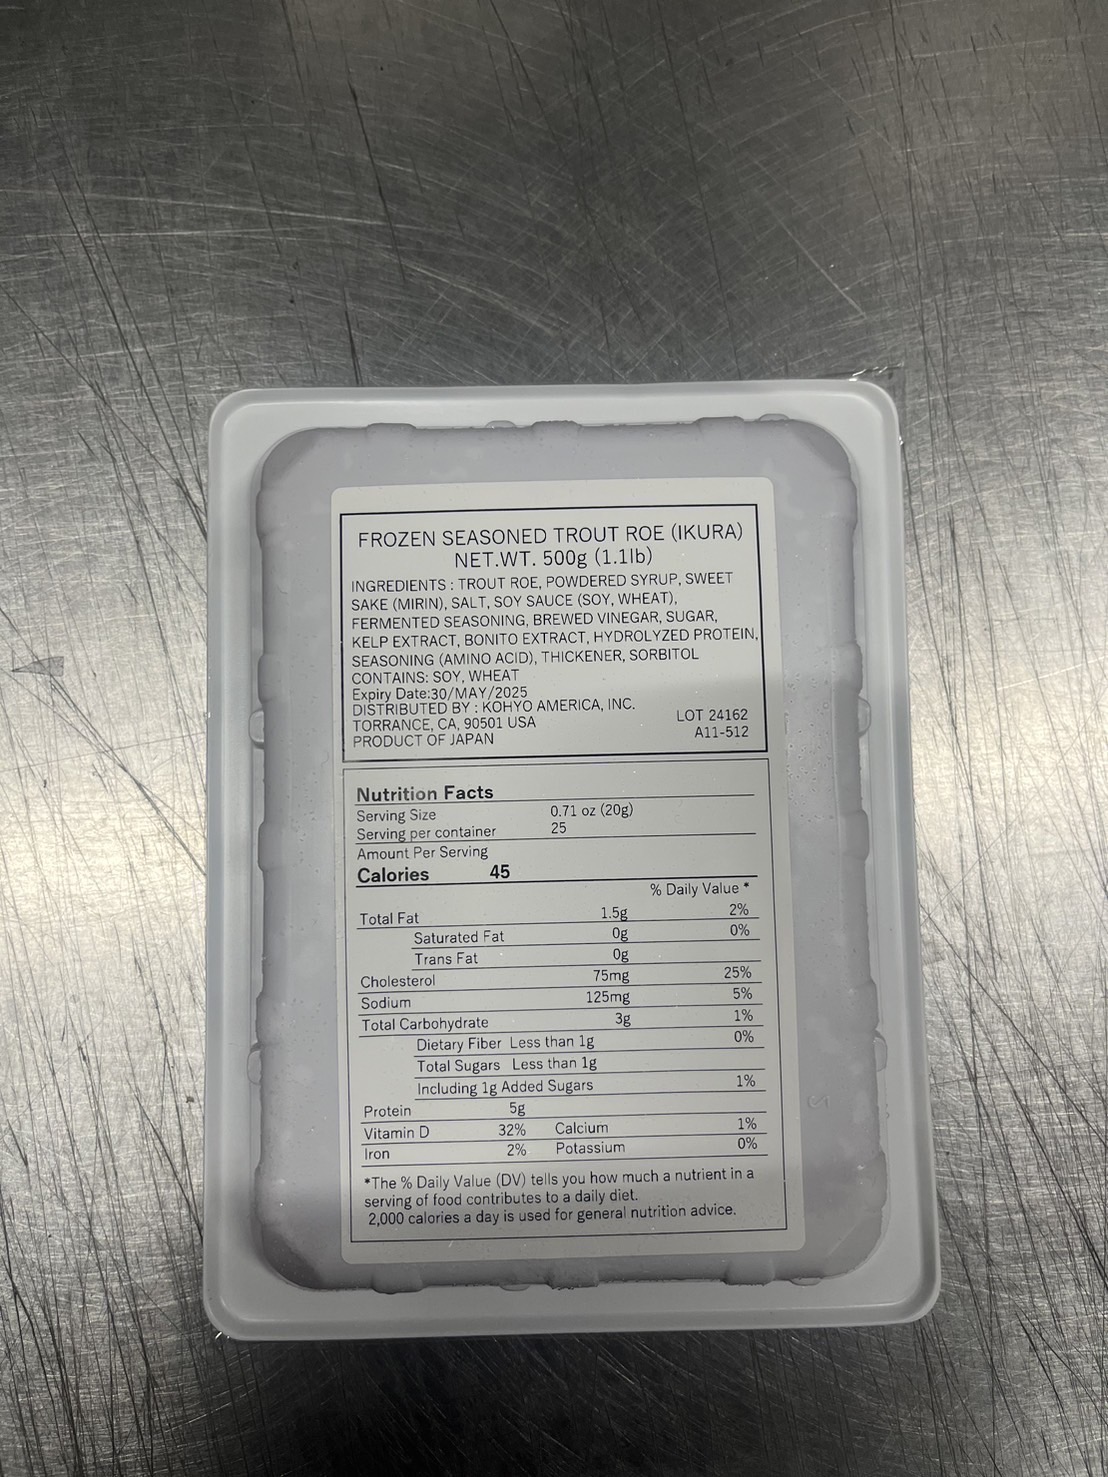 FROZEN SEASONED TROUT ROE (IKURA)
NET.WT. 500g (1.1lb)
INGREDIENTS : TROUT ROE, POWDERED SYRUP, SWEET
SAKE (MIRIN), SALT, SOY SAUCE (SOY, WHEAT),
FERMENTED SEASONING, BREWED VINEGAR, SUGAR,
KELP EXTRACT, BONITO EXTRACT, HYDROLYZED PROTEIN,
SEASONING (AMINO ACID), THICKENER, SORBITOL
CONTAINS: SOY, WHEAT
Expiry Date:30/MAY/2025
DISTRIBUTED BY : KOHYO AMERICA, INC.
TORRANCE, CA, 90501 USA LOT 24162
PRODUCT OF JAPAN A11-512
Nutrition Facts
Serving Size 0.71 oz (20g)
Serving per container 25
Amount Per Serving
Calories 45
% Daily Value *
Total Fat 1.5g 2%
Saturated Fat 0g 0%
Trans Fat 0g
Cholesterol 75mg 25%
Sodium 125mg 5%
Total Carbohydrate 3g 1%
Dietary Fiber Less than 1g 0%
Total Sugars Less than 1g
Including 1g Added Sugars 1%
Protein 5g
Vitamin D 32% Calcium 1%
Iron 2% Potassium 0%
*The % Daily Value (DV) tells you how much a nutrient in a
serving of food contributes to a daily diet.
2,000 calories a day is used for general nutrition advice.